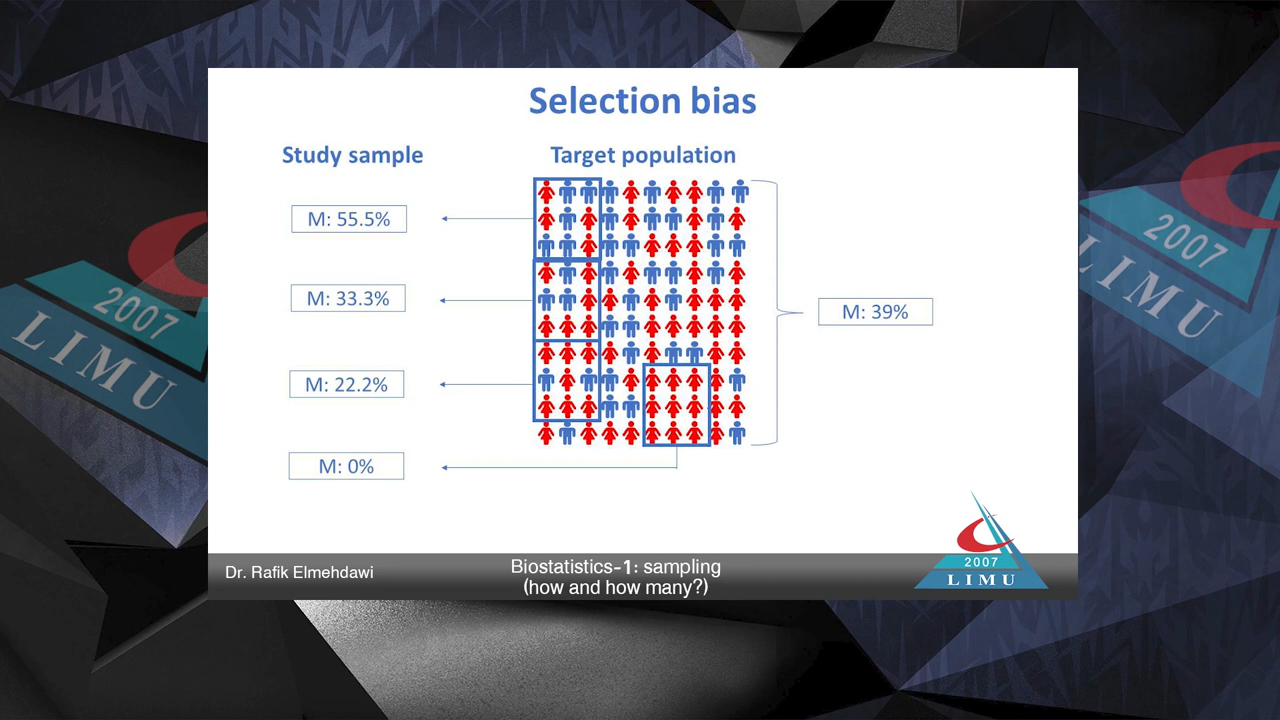 Selection bias
Study sample
Target population
M: 55.5%
M: 33.3%
M: 39%
M: 22.2%
M: 0%
Dr. Rafik Elmehdawi
Biostatistics-1: sampling
(how and how many?)
2007
LIMU
2007
LIMU
2007
LIMU